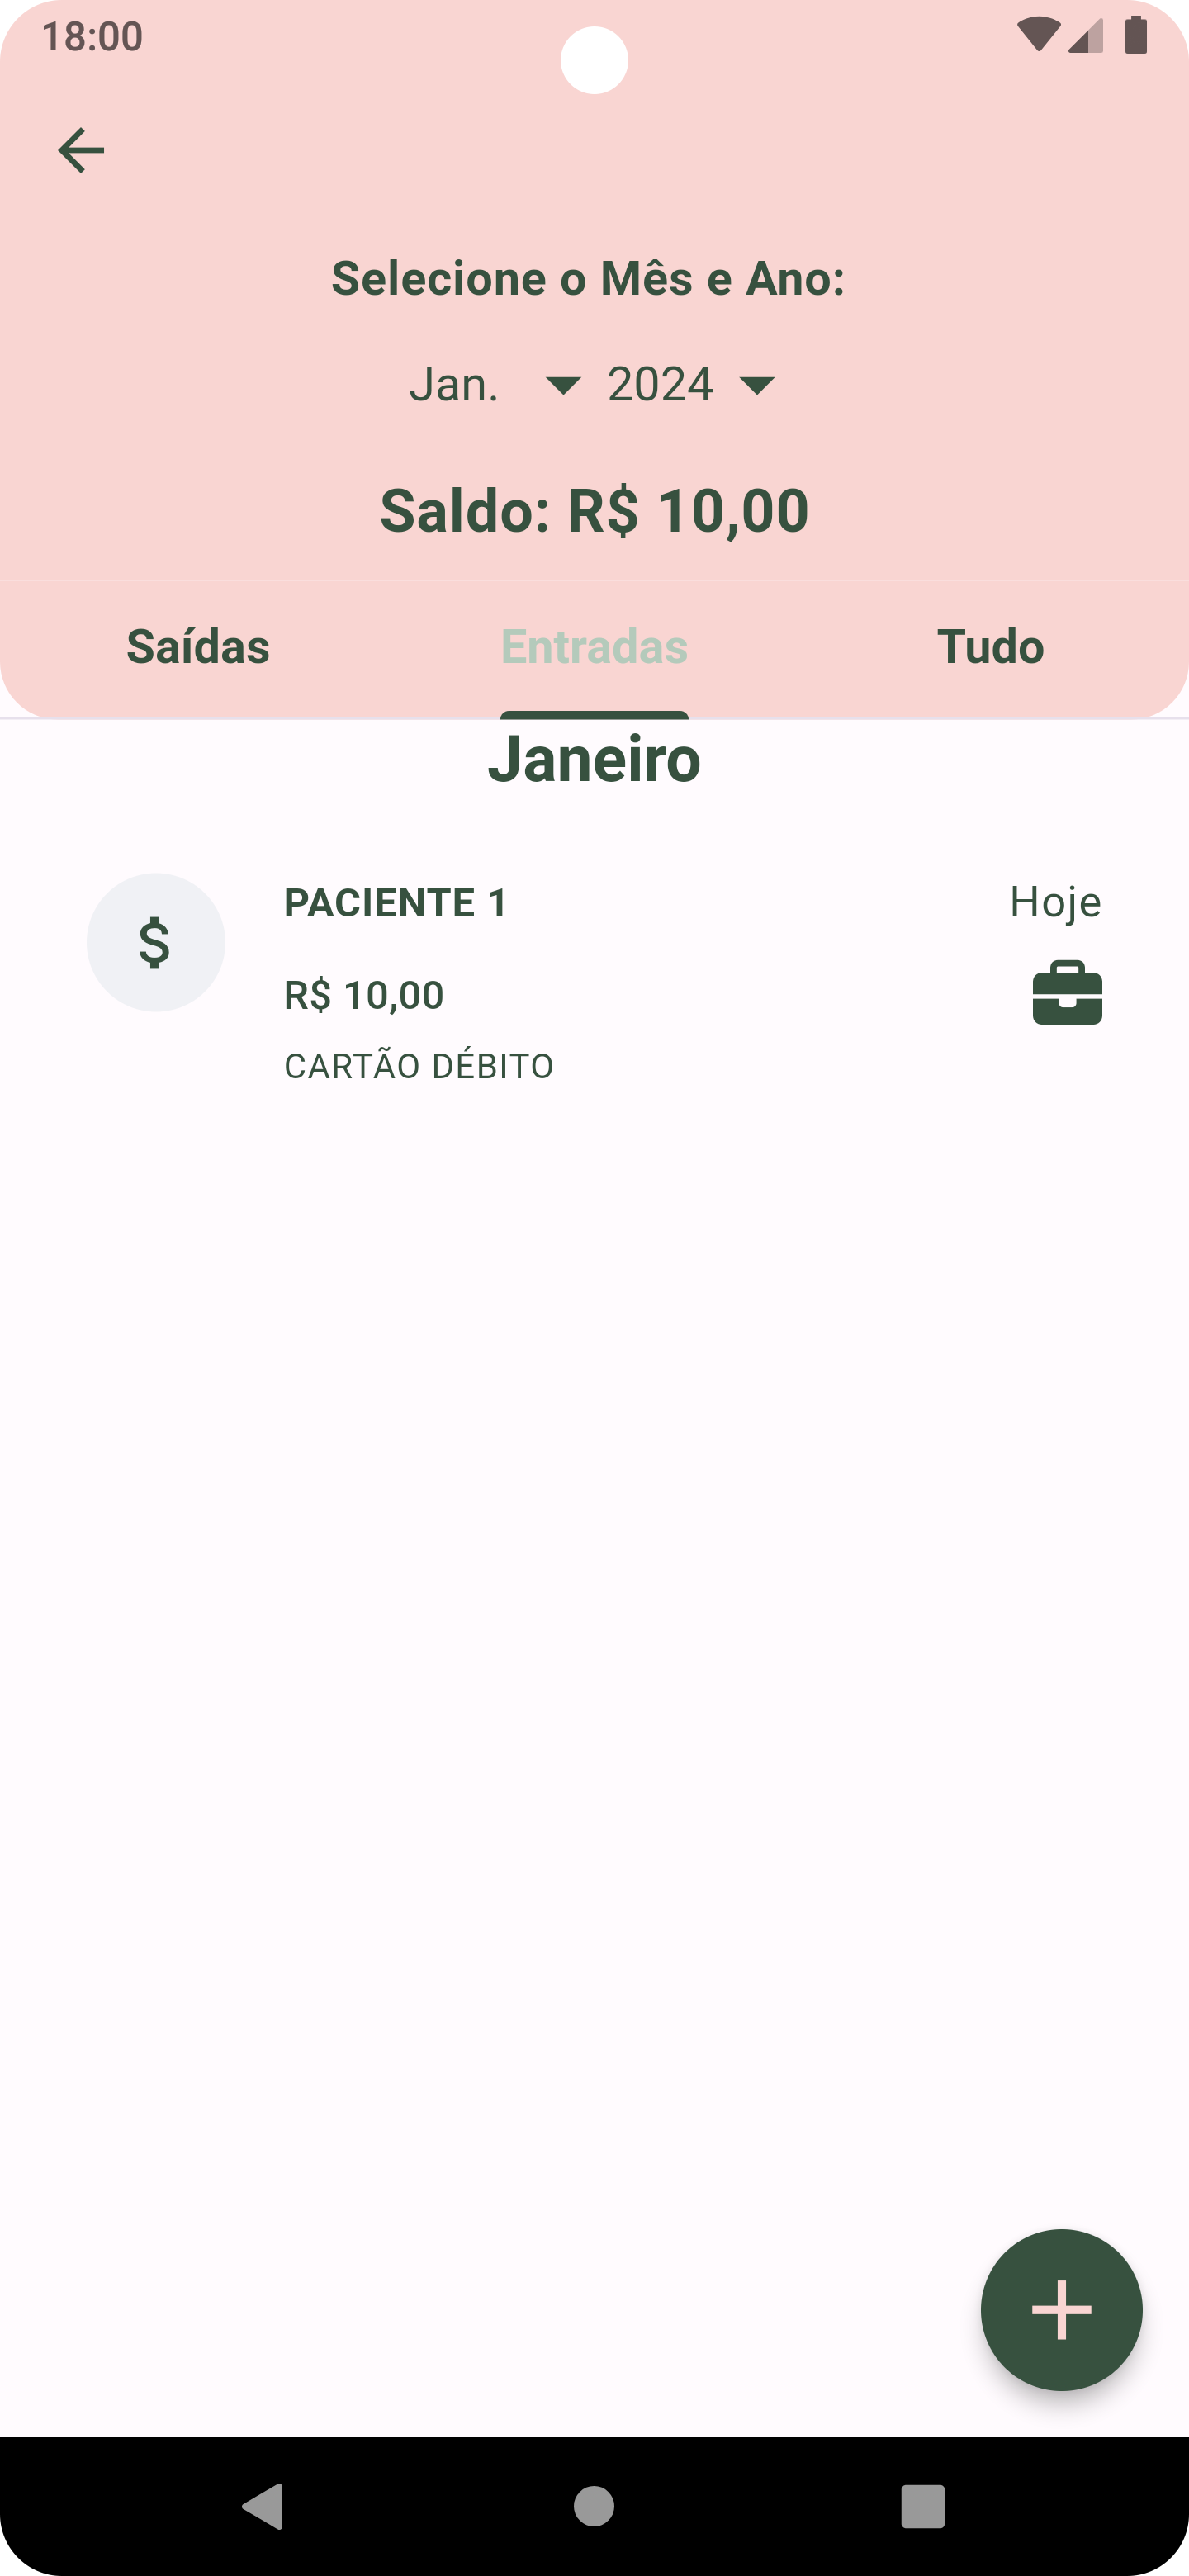 18:00
Selecione o Mês e Ano:
Jan. 2024
Saldo: R$ 10,00
Saídas Entradas Tudo
Janeiro
$ PACIENTE 1 Hoje
R$ 10,00
CARTÃO DÉBITO